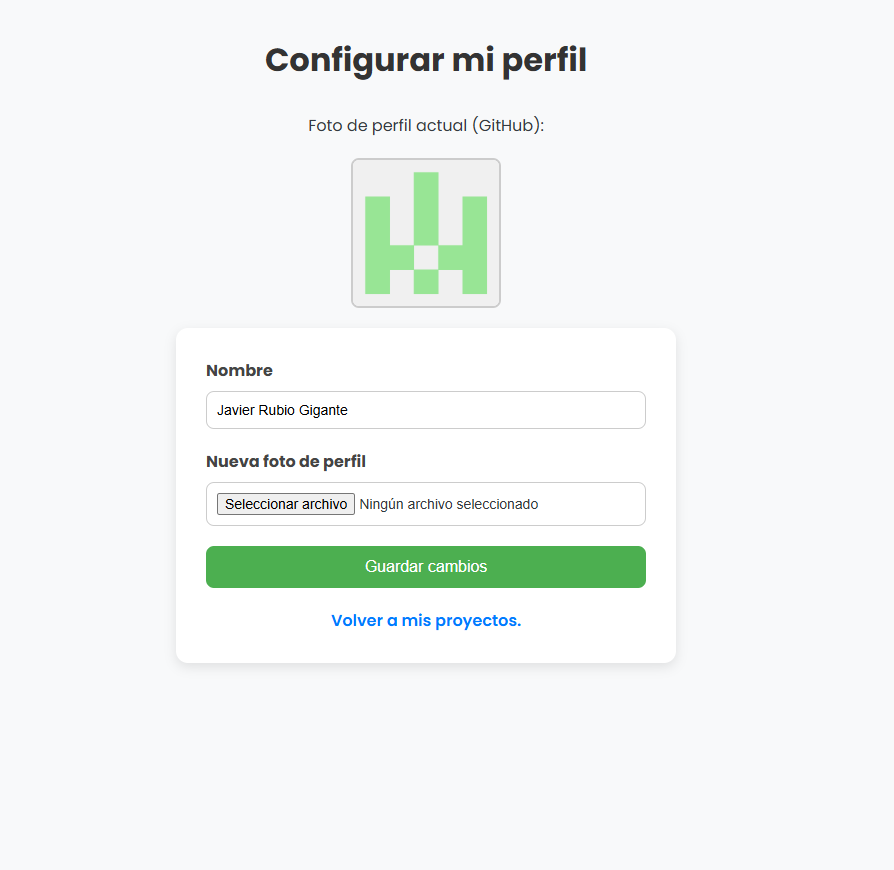 Configurar mi perfil
Foto de perfil actual (GitHub):
Nombre
Javier Rubio Gigante
Nueva foto de perfil
Seleccionar archivo Ningún archivo seleccionado
Guardar cambios
Volver a mis proyectos.